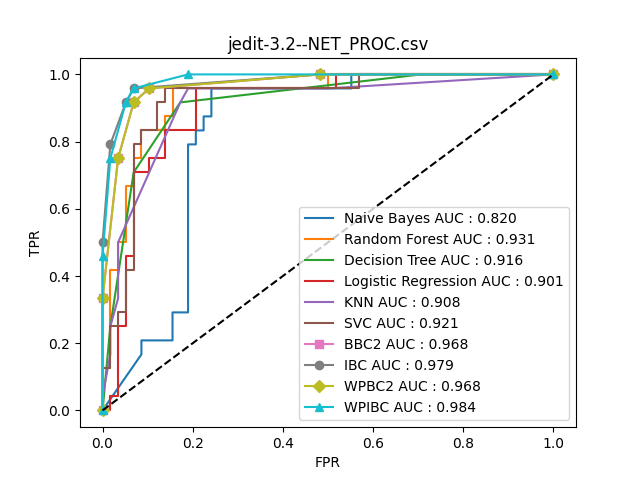 jedit-3.2--NET_PROC.csv
1.0
0.8
0.6
0.4
0.2
0.0
TPR
Naive Bayes AUC : 0.820
Random Forest AUC : 0.931
Decision Tree AUC : 0.916
Logistic Regression AUC : 0.901
KNN AUC : 0.908
SVC AUC : 0.921
BBC2 AUC : 0.968
IBC AUC : 0.979
WPBC2 AUC : 0.968
WPIBC AUC : 0.984
0.0 0.2 0.4 0.6 0.8 1.0
FPR